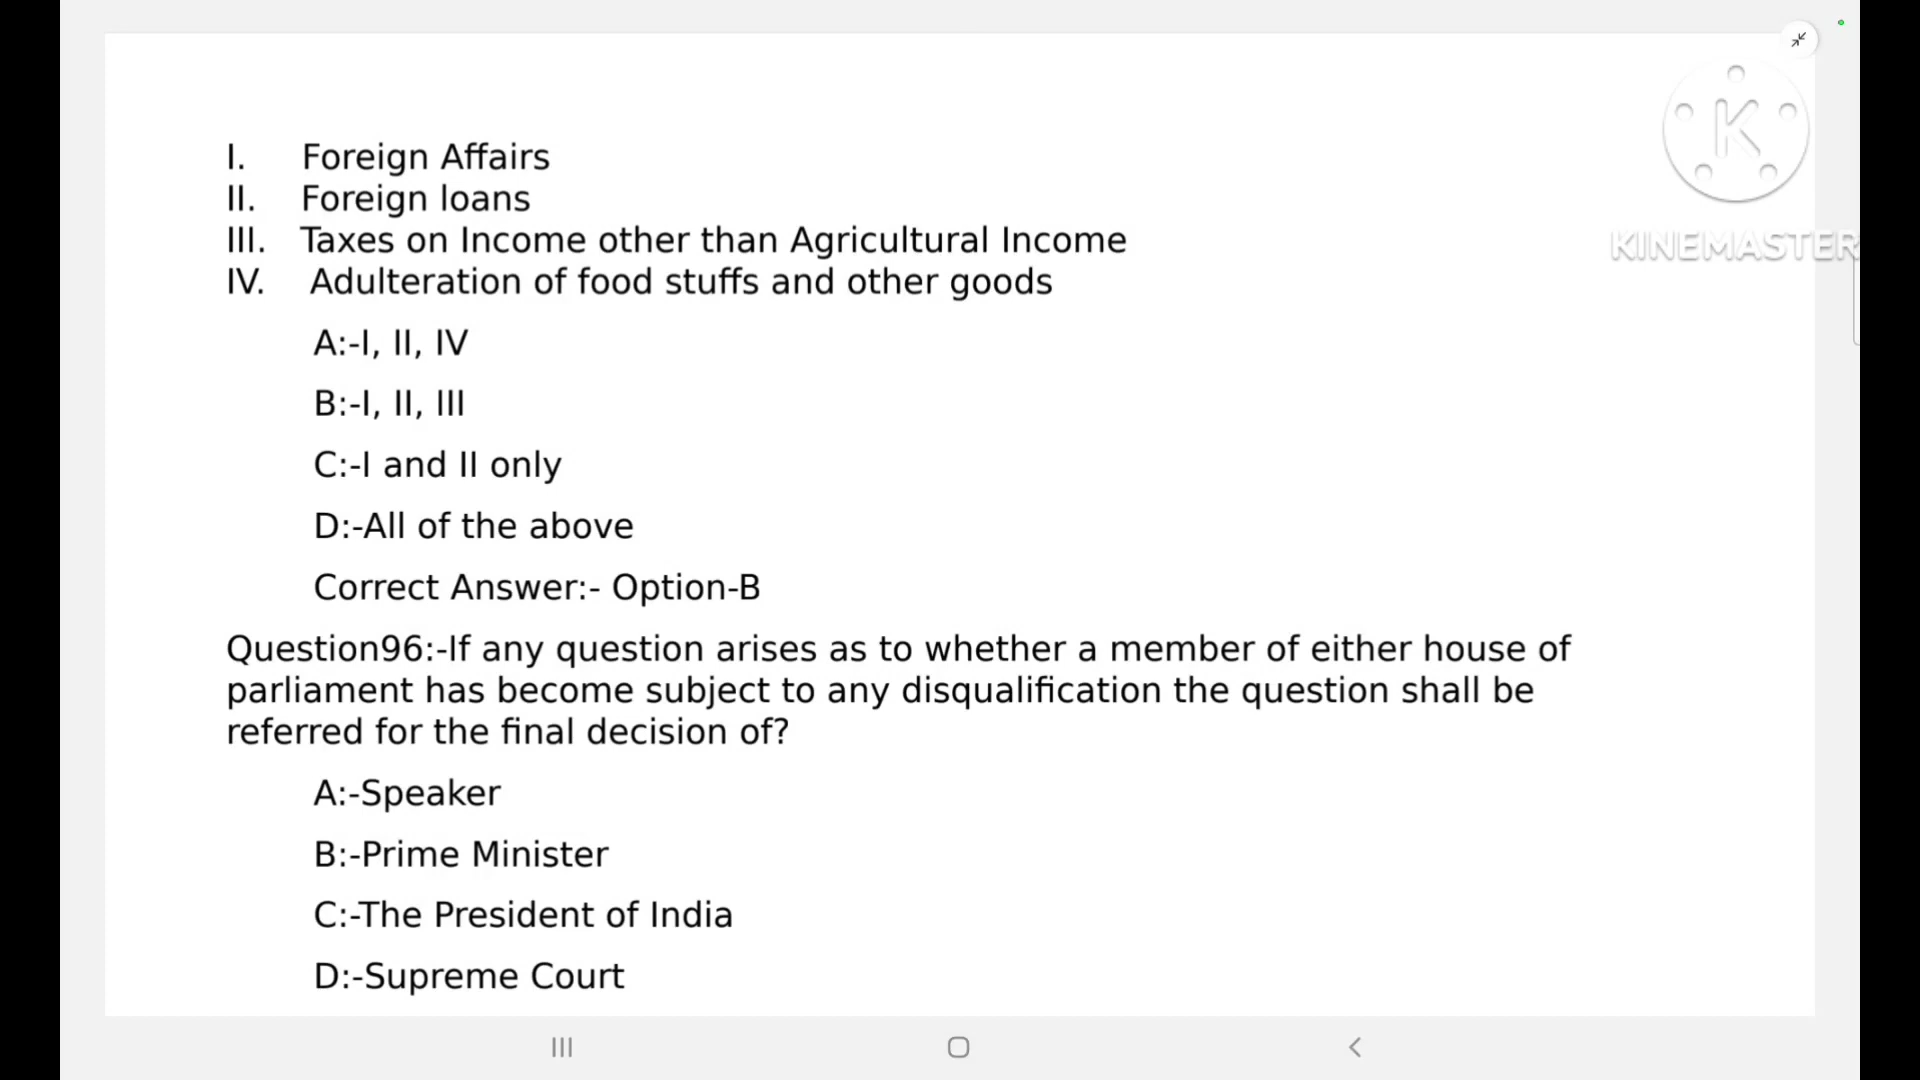 I. Foreign Affairs
II. Foreign loans
III. Taxes on Income other than Agricultural Income
IV. Adulteration of food stuffs and other goods
A:-I, II, IV
B:-I, II, III
C:-I and II only
D:-All of the above
Correct Answer:- Option-B
Question96:-If any question arises as to whether a member of either house of
parliament has become subject to any disqualification the question shall be
referred for the final decision of?
A:-Speaker
B:-Prime Minister
C:-The President of India
D:-Supreme Court
K
KINEMASTER